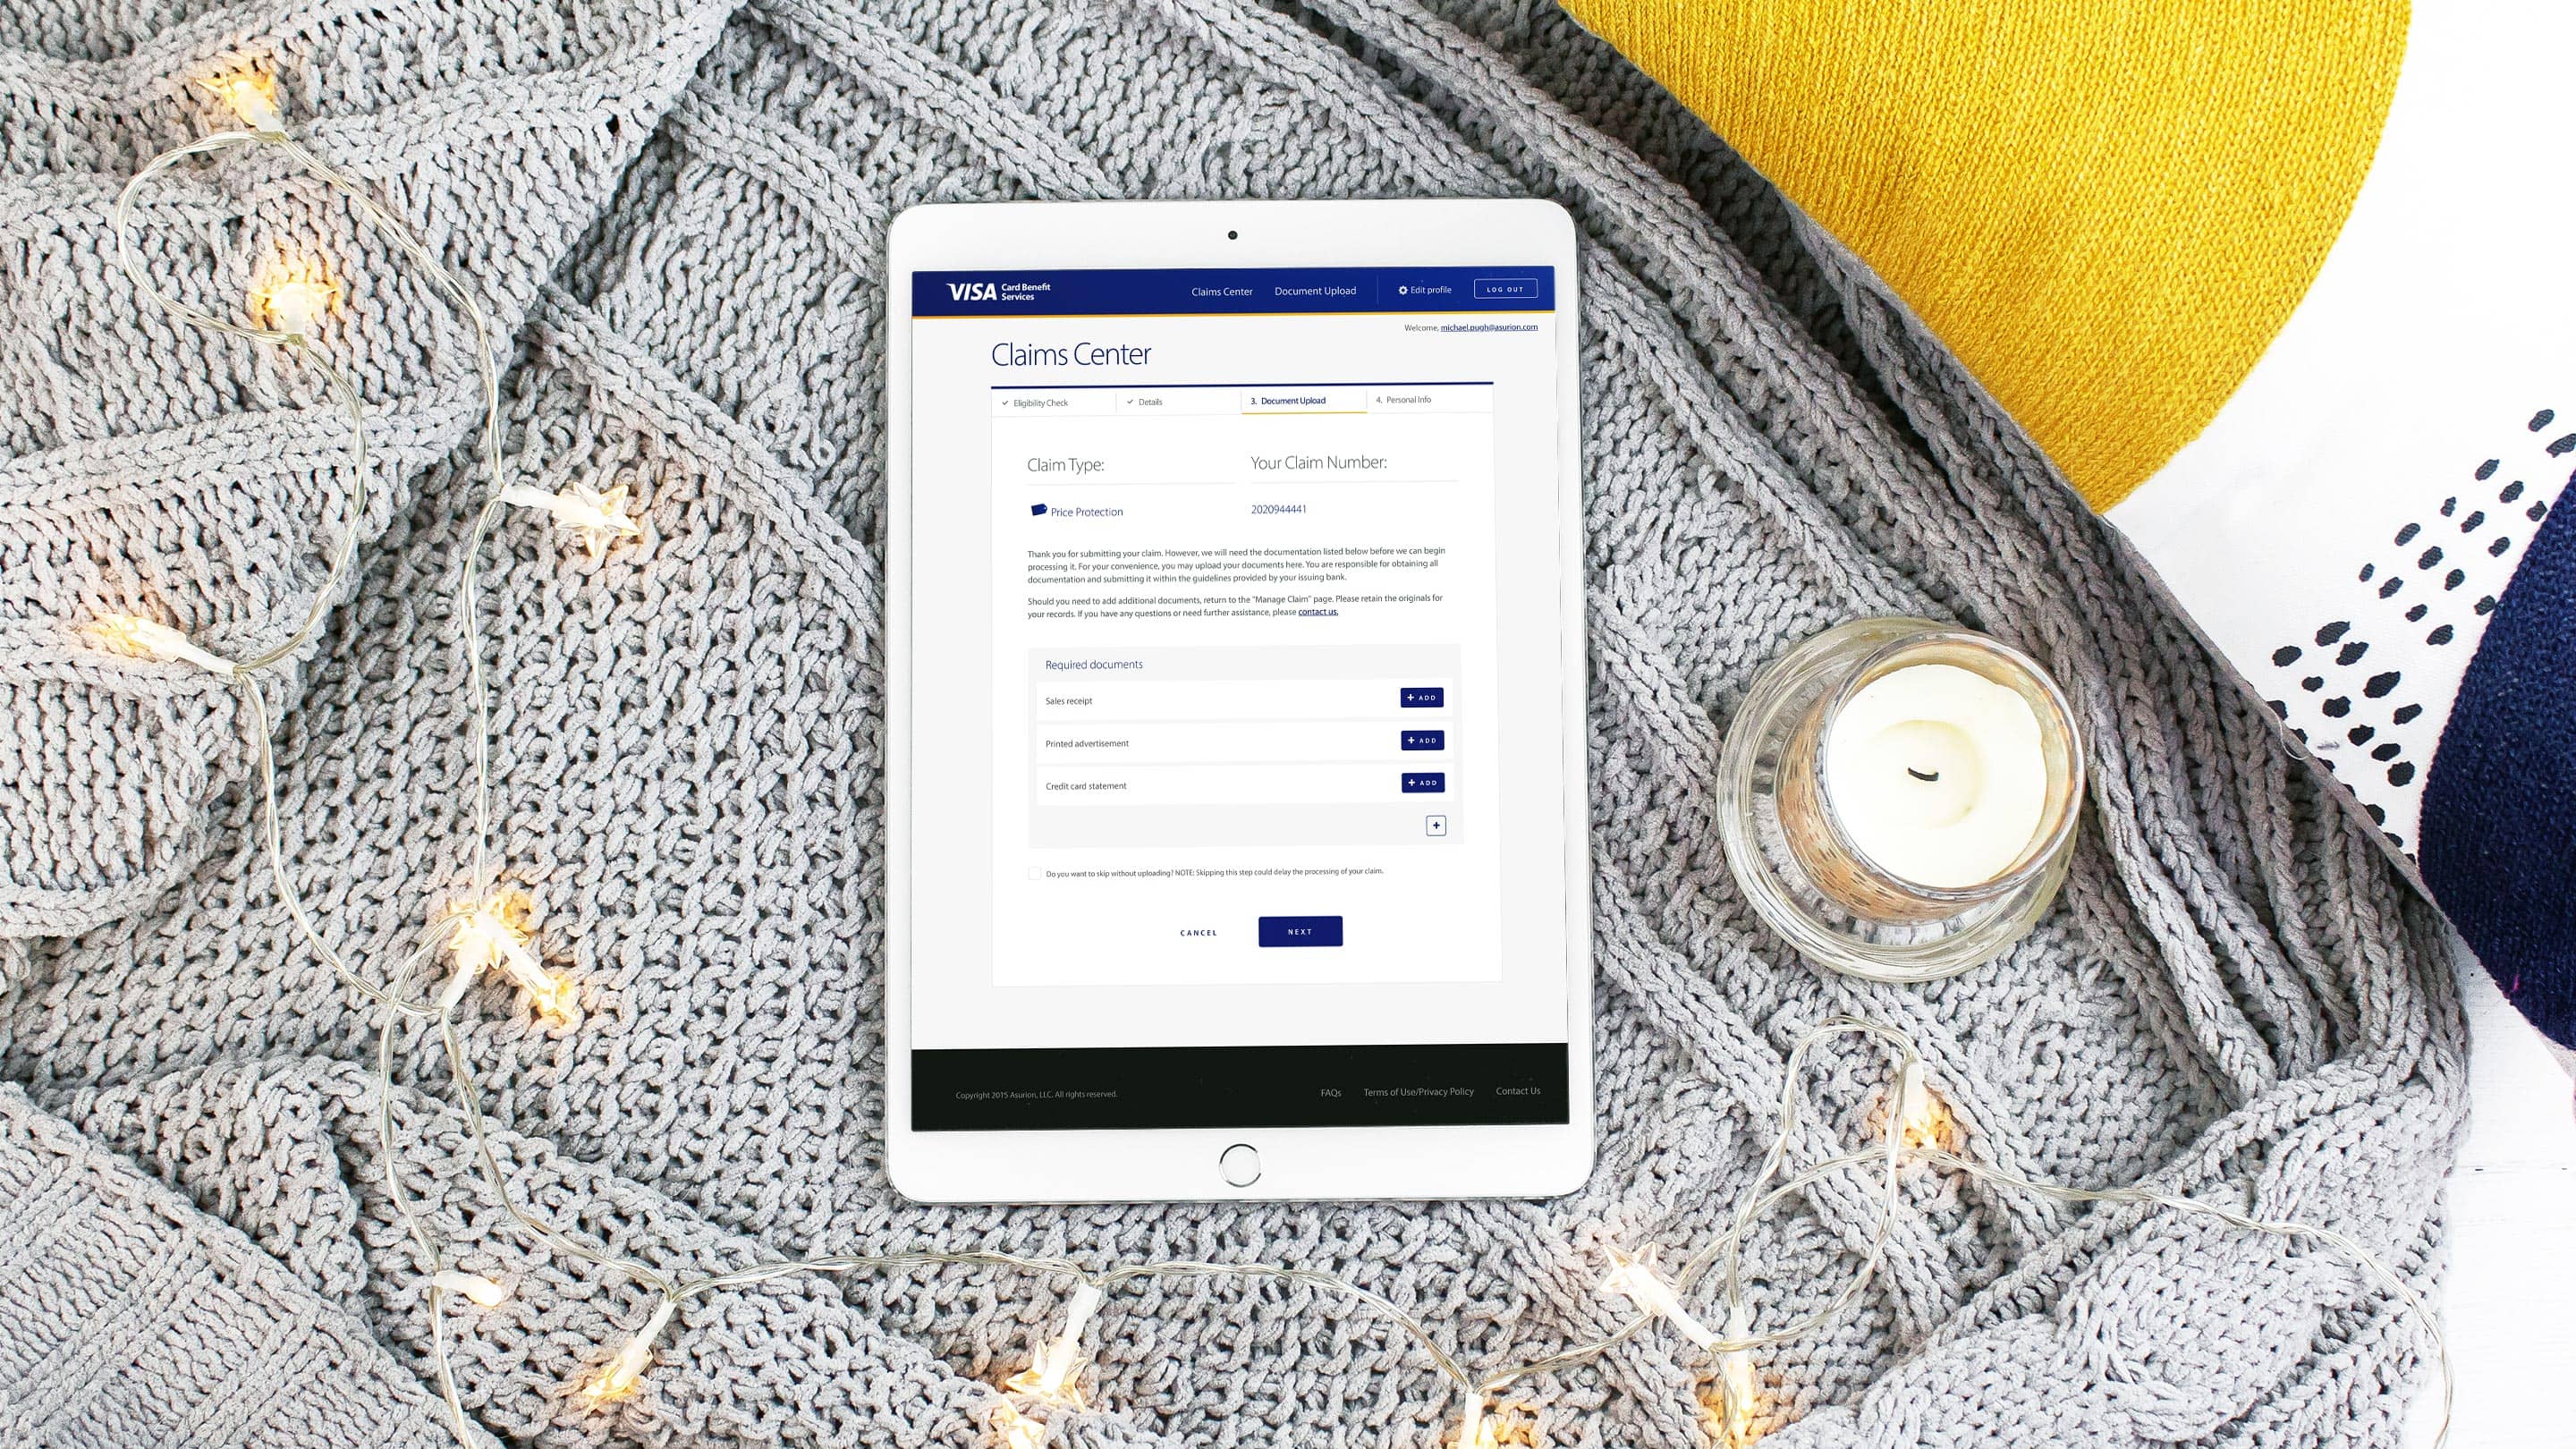 VISA Card Benefit
Services
Claims Center Document Upload Edit profile LOG OUT
Welcome, michael.pugh@asurion.com
Claims Center
Eligibility Check Details 3. Document Upload 4. Personal Info
Claim Type: Your Claim Number:
Price Protection 2020944441
Thank you for submitting your claim. However, we will need the documentation listed below before we can begin
processing it. For your convenience, you may upload your documents here. You are responsible for obtaining all
documentation and submitting it within the guidelines provided by your issuing bank.
Should you need to add additional documents, return to the "Manage Claim" page. Please retain the originals for
your records. If you have any questions or need further assistance, please contact us.
Required documents
Sales receipt + ADD
Printed advertisement + ADD
Credit card statement + ADD
+
Do you want to skip without uploading? NOTE: Skipping this step could delay the processing of your claim.
CANCEL NEXT
Copyright 2015 Asurion, LLC. All rights reserved. FAQs Terms of Use/Privacy Policy Contact Us